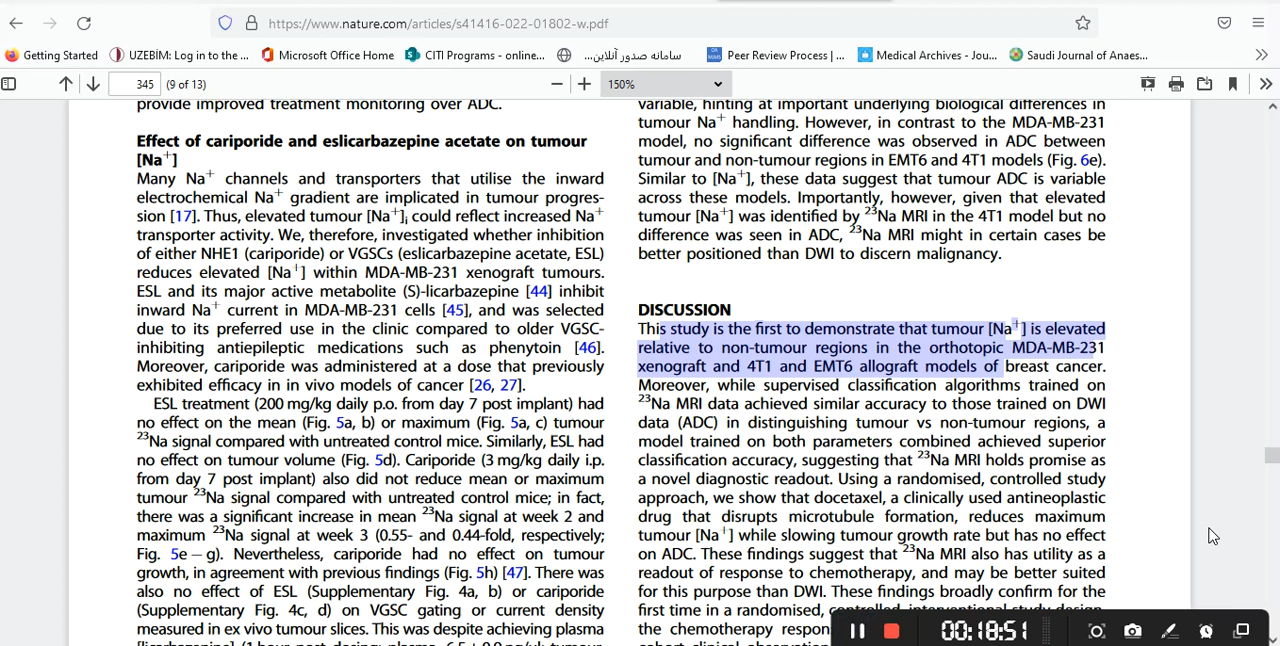 https://www.nature.com/articles/s41416-022-01802-w.pdf
Getting Started
UZEBİM: Log in to the ...
Microsoft Office Home
CITI Programs - online...
سامانه صدور آنلاین...
Peer Review Process | ...
Medical Archives - Jou...
Saudi Journal of Anaes...
345 (9 of 13)
150%
provide improved treatment monitoring over ADC.
Effect of cariporide and eslicarbazepine acetate on tumour
[Na+]
Many Na+ channels and transporters that utilise the inward
electrochemical Na+ gradient are implicated in tumour progres-
sion [17]. Thus, elevated tumour [Na+]i could reflect increased Na+
transporter activity. We, therefore, investigated whether inhibition
of either NHE1 (cariporide) or VGSCs (eslicarbazepine acetate, ESL)
reduces elevated [Na+] within MDA-MB-231 xenograft tumours.
ESL and its major active metabolite (S)-licarbazepine [44] inhibit
inward Na+ current in MDA-MB-231 cells [45], and was selected
due to its preferred use in the clinic compared to older VGSC-
inhibiting antiepileptic medications such as phenytoin [46].
Moreover, cariporide was administered at a dose that previously
exhibited efficacy in in vivo models of cancer [26, 27].
ESL treatment (200 mg/kg daily p.o. from day 7 post implant) had
no effect on the mean (Fig. 5a, b) or maximum (Fig. 5a, c) tumour
23Na signal compared with untreated control mice. Similarly, ESL had
no effect on tumour volume (Fig. 5d). Cariporide (3 mg/kg daily i.p.
from day 7 post implant) also did not reduce mean or maximum
tumour 23Na signal compared with untreated control mice; in fact,
there was a significant increase in mean 23Na signal at week 2 and
maximum 23Na signal at week 3 (0.55- and 0.44-fold, respectively;
Fig. 5e – g). Nevertheless, cariporide had no effect on tumour
growth, in agreement with previous findings (Fig. 5h) [47]. There was
also no effect of ESL (Supplementary Fig. 4a, b) or cariporide
(Supplementary Fig. 4c, d) on VGSC gating or current density
measured in ex vivo tumour slices. This was despite achieving plasma
variable, hinting at important underlying biological differences in
tumour Na+ handling. However, in contrast to the MDA-MB-231
model, no significant difference was observed in ADC between
tumour and non-tumour regions in EMT6 and 4T1 models (Fig. 6e).
Similar to [Na+], these data suggest that tumour ADC is variable
across these models. Importantly, however, given that elevated
tumour [Na+] was identified by 23Na MRI in the 4T1 model but no
difference was seen in ADC, 23Na MRI might in certain cases be
better positioned than DWI to discern malignancy.
DISCUSSION
This study is the first to demonstrate that tumour [Na+] is elevated
relative to non-tumour regions in the orthotopic MDA-MB-231
xenograft and 4T1 and EMT6 allograft models of breast cancer.
Moreover, while supervised classification algorithms trained on
23Na MRI data achieved similar accuracy to those trained on DWI
data (ADC) in distinguishing tumour vs non-tumour regions, a
model trained on both parameters combined achieved superior
classification accuracy, suggesting that 23Na MRI holds promise as
a novel diagnostic readout. Using a randomised, controlled study
approach, we show that docetaxel, a clinically used antineoplastic
drug that disrupts microtubule formation, reduces maximum
tumour [Na+] while slowing tumour growth rate but has no effect
on ADC. These findings suggest that 23Na MRI also has utility as a
readout of response to chemotherapy, and may be better suited
for this purpose than DWI. These findings broadly confirm for the
first time in a randomised, controlled, interventional study design,
the chemotherapy respon
00:18:51